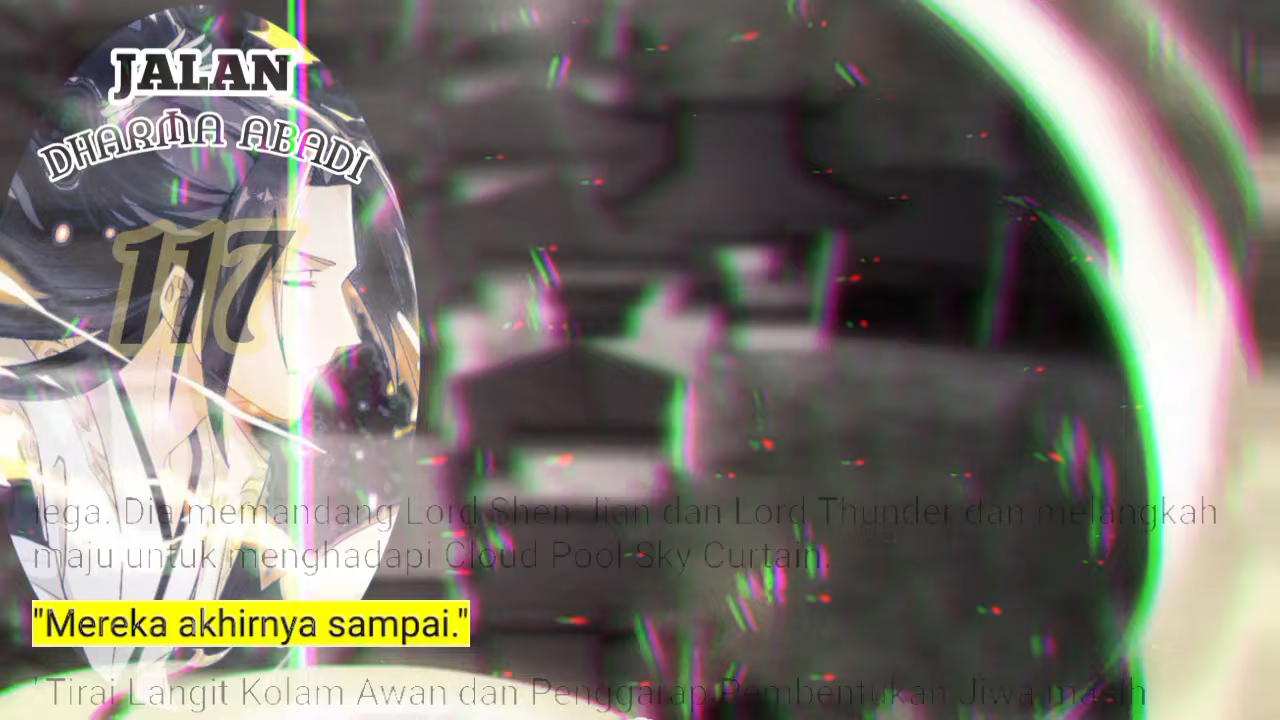 JALAN
DHARMA ABADI
117
lega. Dia memandang Lord Shen Jian dan Lord Thunder dan melangkah
maju untuk menghadapi Cloud Pool Sky Curtain.
"Mereka akhirnya sampai."
"Tirai Langit Kolam Awan dan Penggarap Pembentukan Jiwa masih